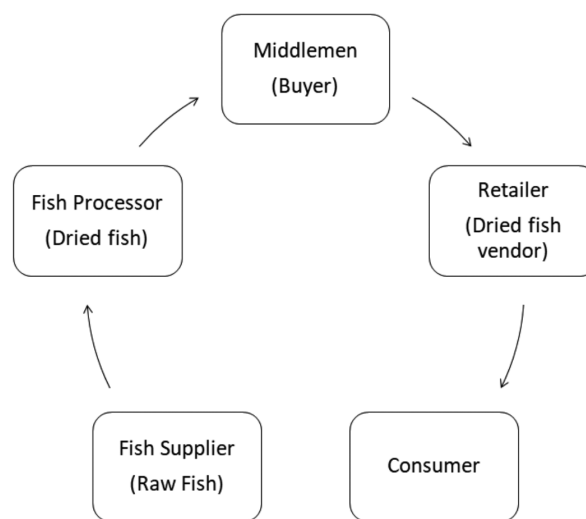 Middlemen
(Buyer)
Fish Processor
(Dried fish)
Retailer
(Dried fish
vendor)
Fish Supplier
(Raw Fish)
Consumer